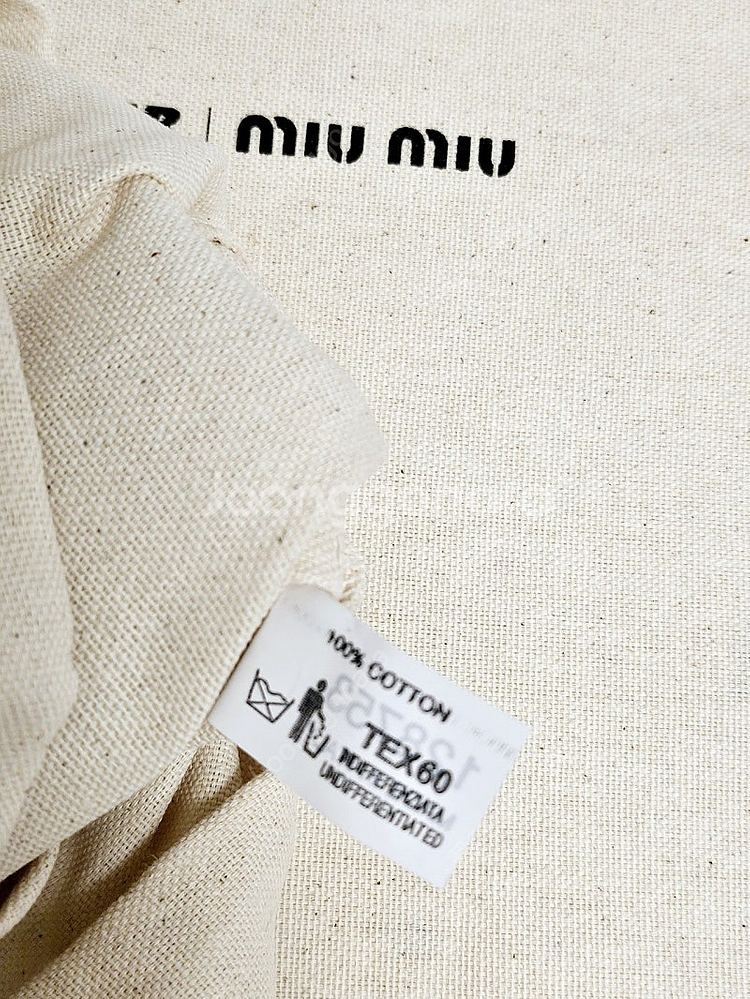 miu miu
100% COTTON
TEX60
INDIFFERENZIATA
UNDIFFERENTIATED